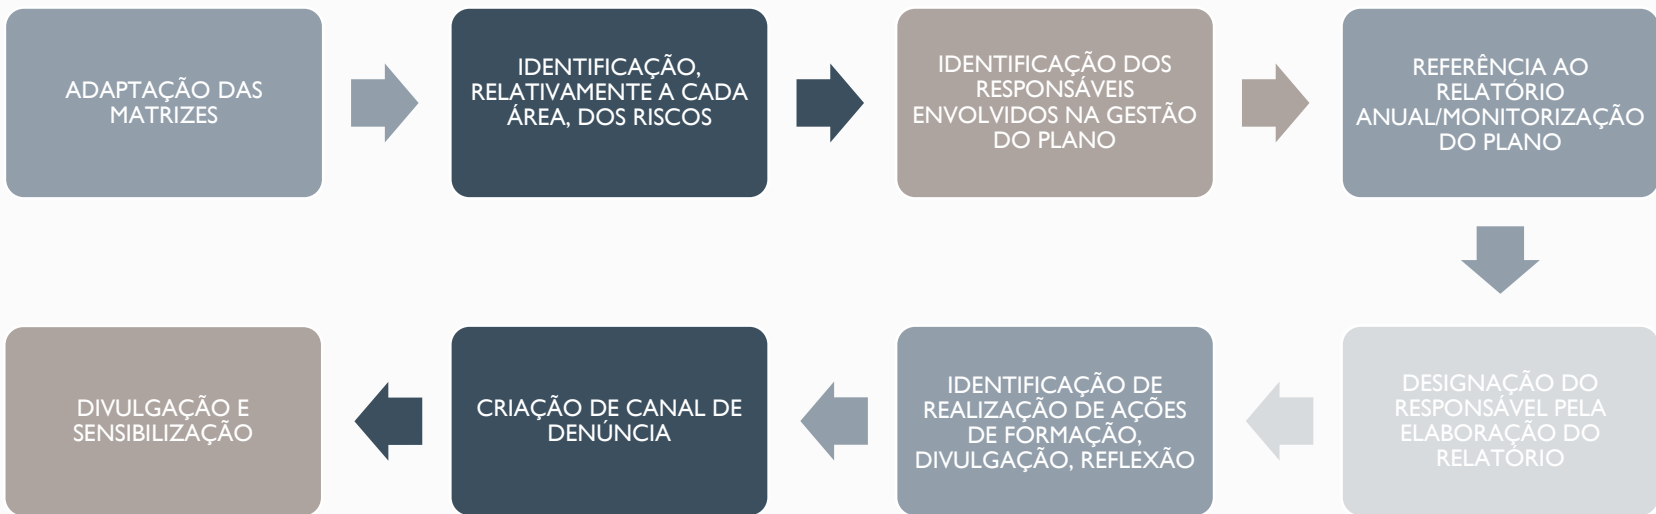 ADAPTAÇÃO DAS
MATRIZES
IDENTIFICAÇÃO,
RELATIVAMENTE A CADA
ÁREA, DOS RISCOS
IDENTIFICAÇÃO DOS
RESPONSÁVEIS
ENVOLVIDOS NA GESTÃO
DO PLANO
REFERÊNCIA AO
RELATÓRIO
ANUAL/MONITORIZAÇÃO
DO PLANO
DESIGNAÇÃO DO
RESPONSÁVEL PELA
ELABORAÇÃO DO
RELATÓRIO
IDENTIFICAÇÃO DE
REALIZAÇÃO DE AÇÕES
DE FORMAÇÃO,
DIVULGAÇÃO, REFLEXÃO
CRIAÇÃO DE CANAL DE
DENÚNCIA
DIVULGAÇÃO E
SENSIBILIZAÇÃO